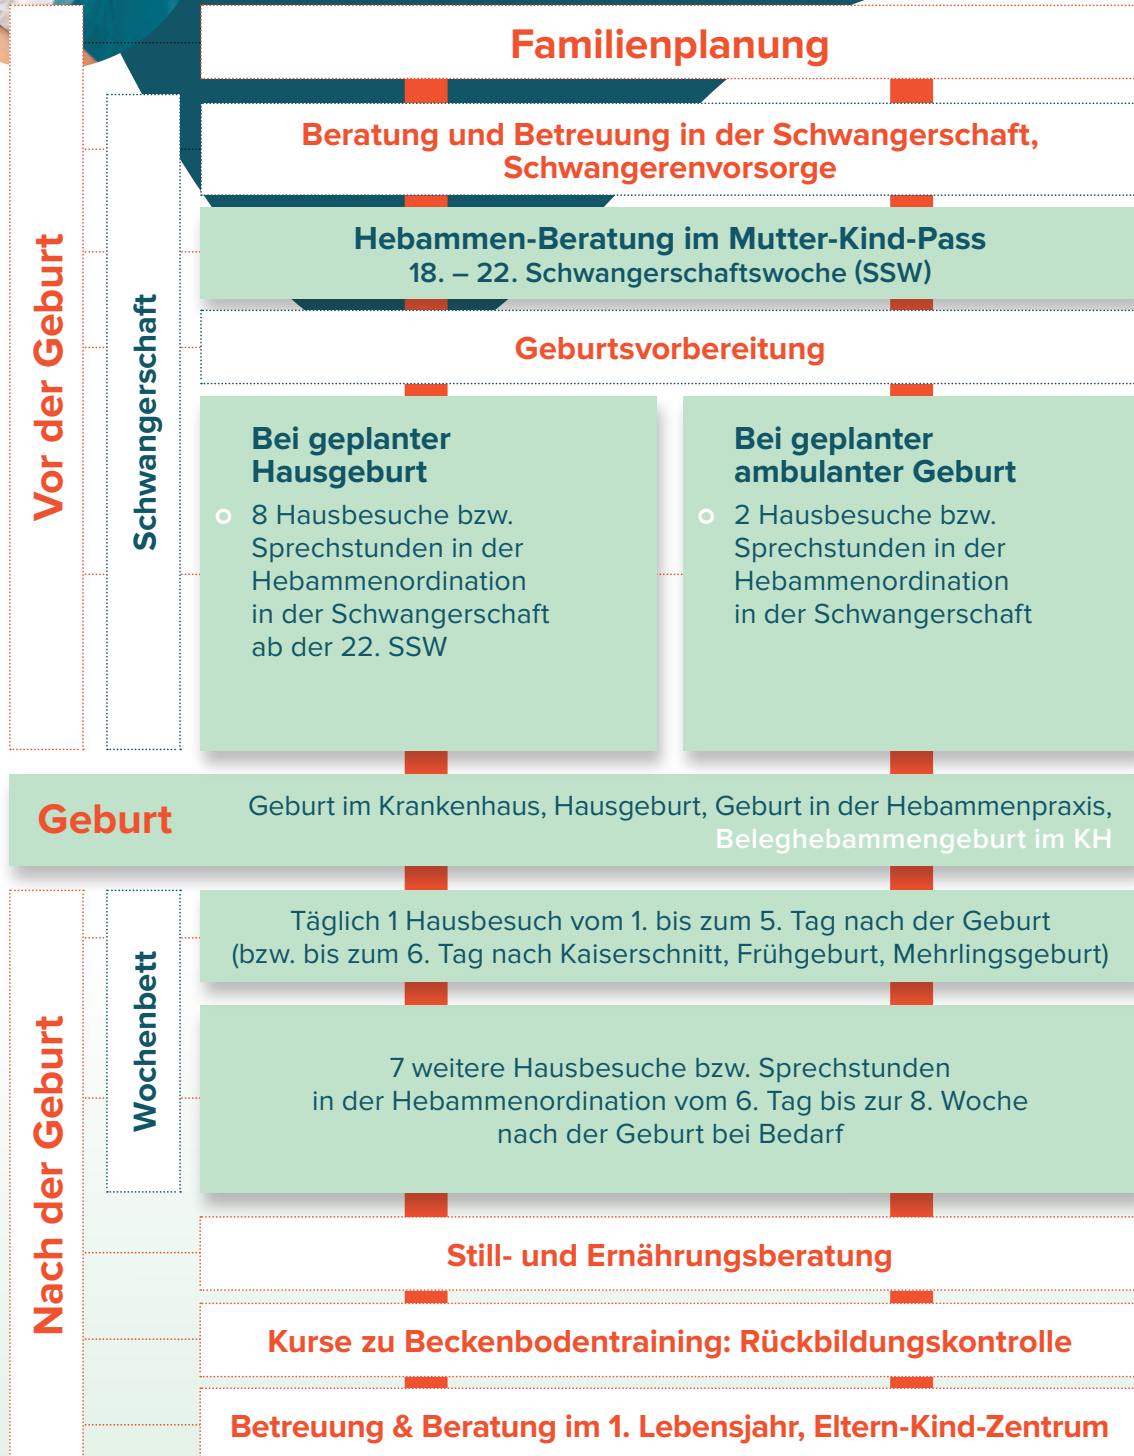 Familienplanung
Vor der Geburt
Schwangerschaft
Beratung und Betreuung in der Schwangerschaft,
Schwangerenvorsorge
Hebammen-Beratung im Mutter-Kind-Pass
18. – 22. Schwangerschaftswoche (SSW)
Geburtsvorbereitung
Bei geplanter
Hausgeburt
8 Hausbesuche bzw.
Sprechstunden in der
Hebammenordination
in der Schwangerschaft
ab der 22. SSW
Bei geplanter
ambulanter Geburt
2 Hausbesuche bzw.
Sprechstunden in der
Hebammenordination
in der Schwangerschaft
Geburt
Geburt im Krankenhaus, Hausgeburt, Geburt in der Hebammenpraxis,
Beleghebammengeburt im KH
Nach der Geburt
Wochenbett
Täglich 1 Hausbesuch vom 1. bis zum 5. Tag nach der Geburt
(bzw. bis zum 6. Tag nach Kaiserschnitt, Frühgeburt, Mehrlingsgeburt)
7 weitere Hausbesuche bzw. Sprechstunden
in der Hebammenordination vom 6. Tag bis zur 8. Woche
nach der Geburt bei Bedarf
Still- und Ernährungsberatung
Kurse zu Beckenbodentraining: Rückbildungskontrolle
Betreuung & Beratung im 1. Lebensjahr, Eltern-Kind-Zentrum